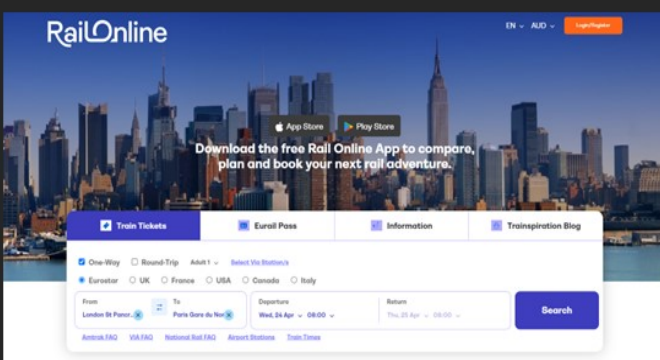 RailOnline
EN AUD Login/Register
App Store Play Store
Download the free Rail Online App to compare,
plan and book your next rail adventure.
Train Tickets Eurail Pass Information Trainspiration Blog
One-Way Round-Trip Adult 1 Select Via Station/s
Eurostar UK France USA Canada Italy
From To Departure Return
London St Pancr... Paris Gare du Nor Wed, 24 Apr 08:00 Thu, 25 Apr 08:00
Search
Amtrak FAQ VIA FAQ National Rail FAQ Airport Stations Train Times